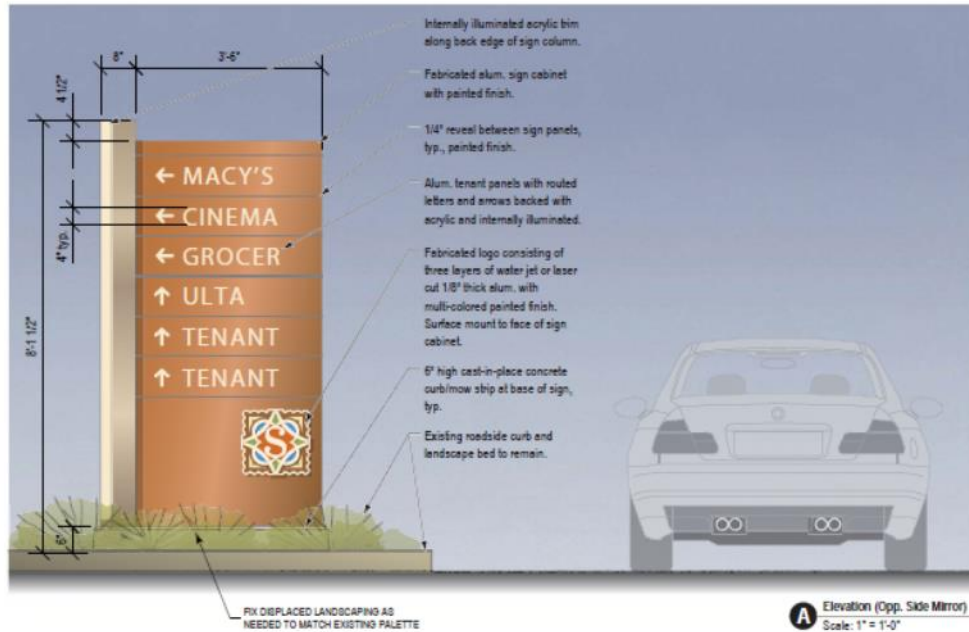 Internally illuminated acrylic trim
along back edge of sign column.
8"
3'-6"
4 1/2"
Fabricated alum. sign cabinet
with painted finish.
1/4" reveal between sign panels,
typ., painted finish.
← MACY'S
Alum. tenant panels with routed
letters and arrows backed with
acrylic and internally illuminated.
← CINEMA
4" typ.
← GROCER
Fabricated logo consisting of
three layers of water jet or laser
cut 1/8" thick alum. with
multi-colored painted finish.
Surface mount to face of sign
cabinet.
↑ ULTA
↑ TENANT
8'-1 1/2"
↑ TENANT
6" high cast-in-place concrete
curb/mow strip at base of sign,
typ.
S
Existing roadside curb and
landscape bed to remain.
6"
FIX DISPLACED LANDSCAPING AS
NEEDED TO MATCH EXISTING PALETTE
A
Elevation (Opp. Side Mirror)
Scale: 1" = 1'-0"